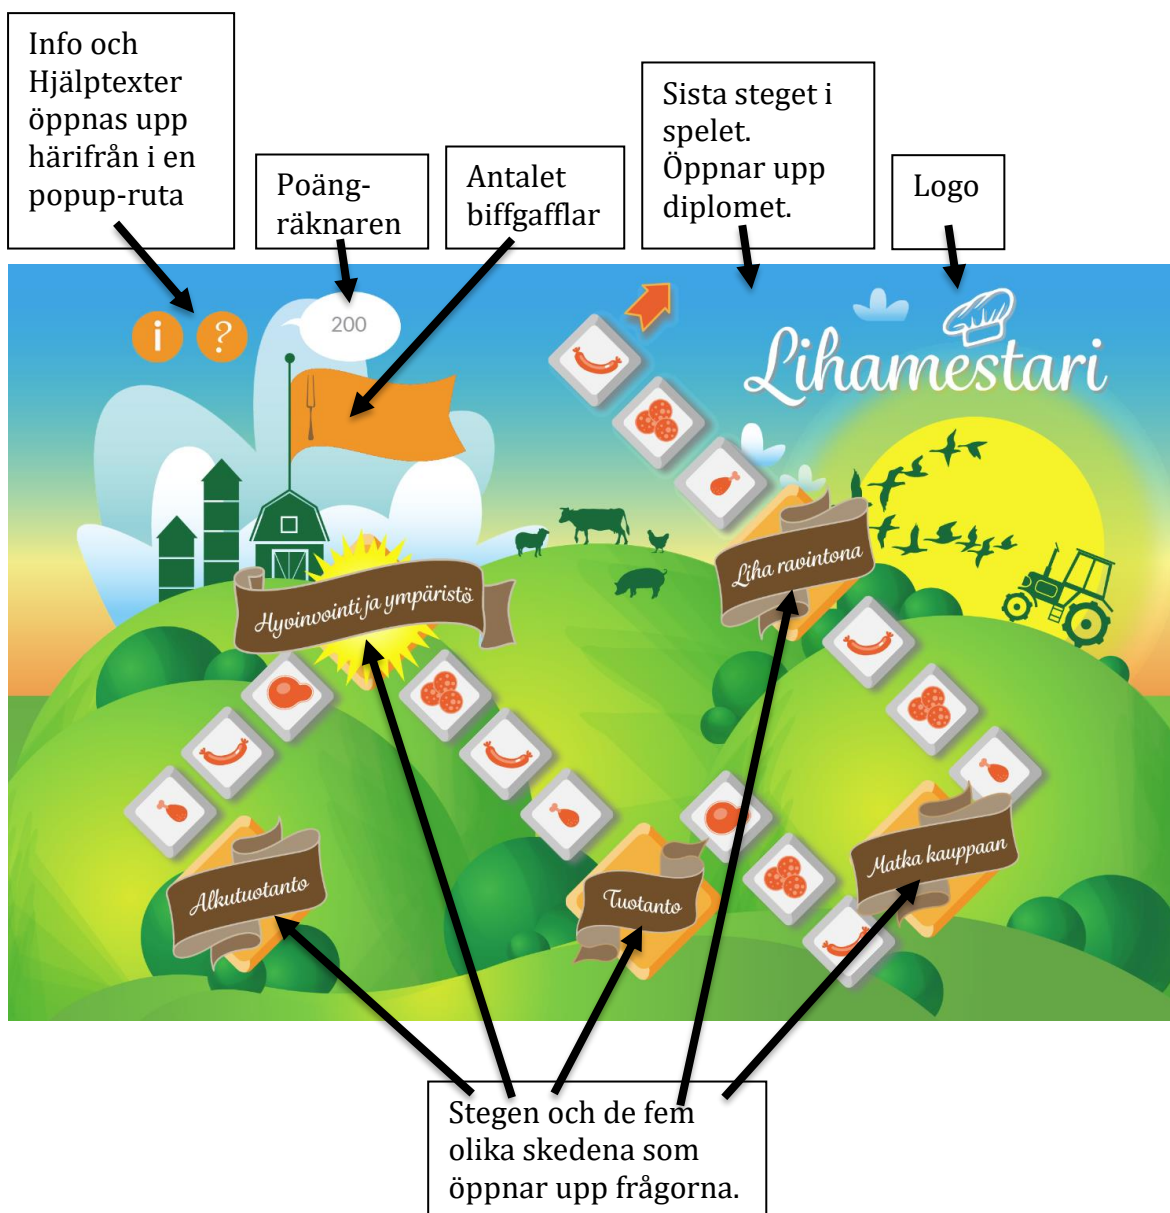 Info och
Hjälptexter
öppnas upp
härifrån i en
popup-ruta
Poäng-
räknaren
Antalet
biffgafflar
Sista steget i
spelet.
Öppnar upp
diplomet.
Logo
i
?
200
Lihamestari
Liha ravintona
Hyvinvointi ja ympäristö
Matka kauppaan
Alkutuotanto
Tuotanto
Stegen och de fem
olika skedena som
öppnar upp frågorna.